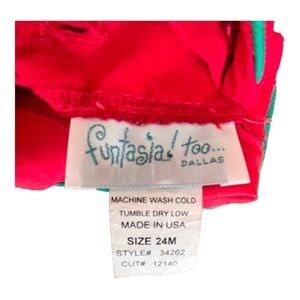 funtasia! too...
DALLAS
MACHINE WASH COLD
TUMBLE DRY LOW
MADE IN USA
SIZE 24M
STYLE# 34262
CUT# 12140